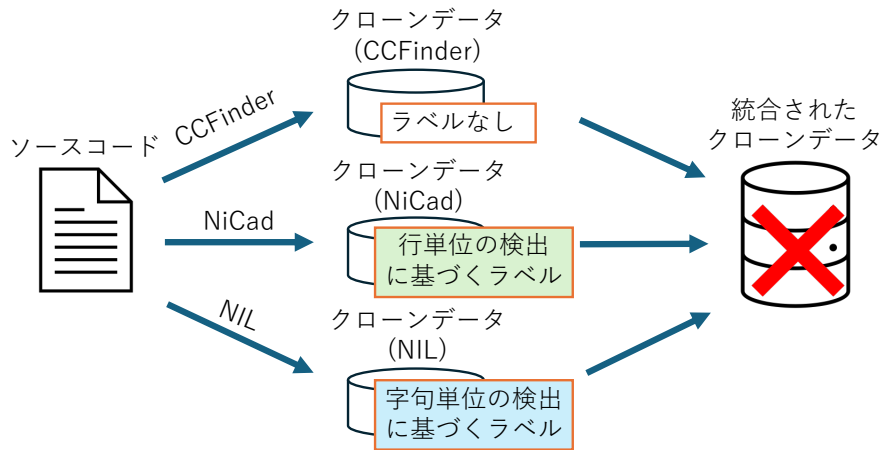 ソースコード
CCFinder
NiCad
NIL
クローンデータ
(CCFinder)
ラベルなし
クローンデータ
(NiCad)
行単位の検出
に基づくラベル
クローンデータ
(NIL)
字句単位の検出
に基づくラベル
統合された
クローンデータ